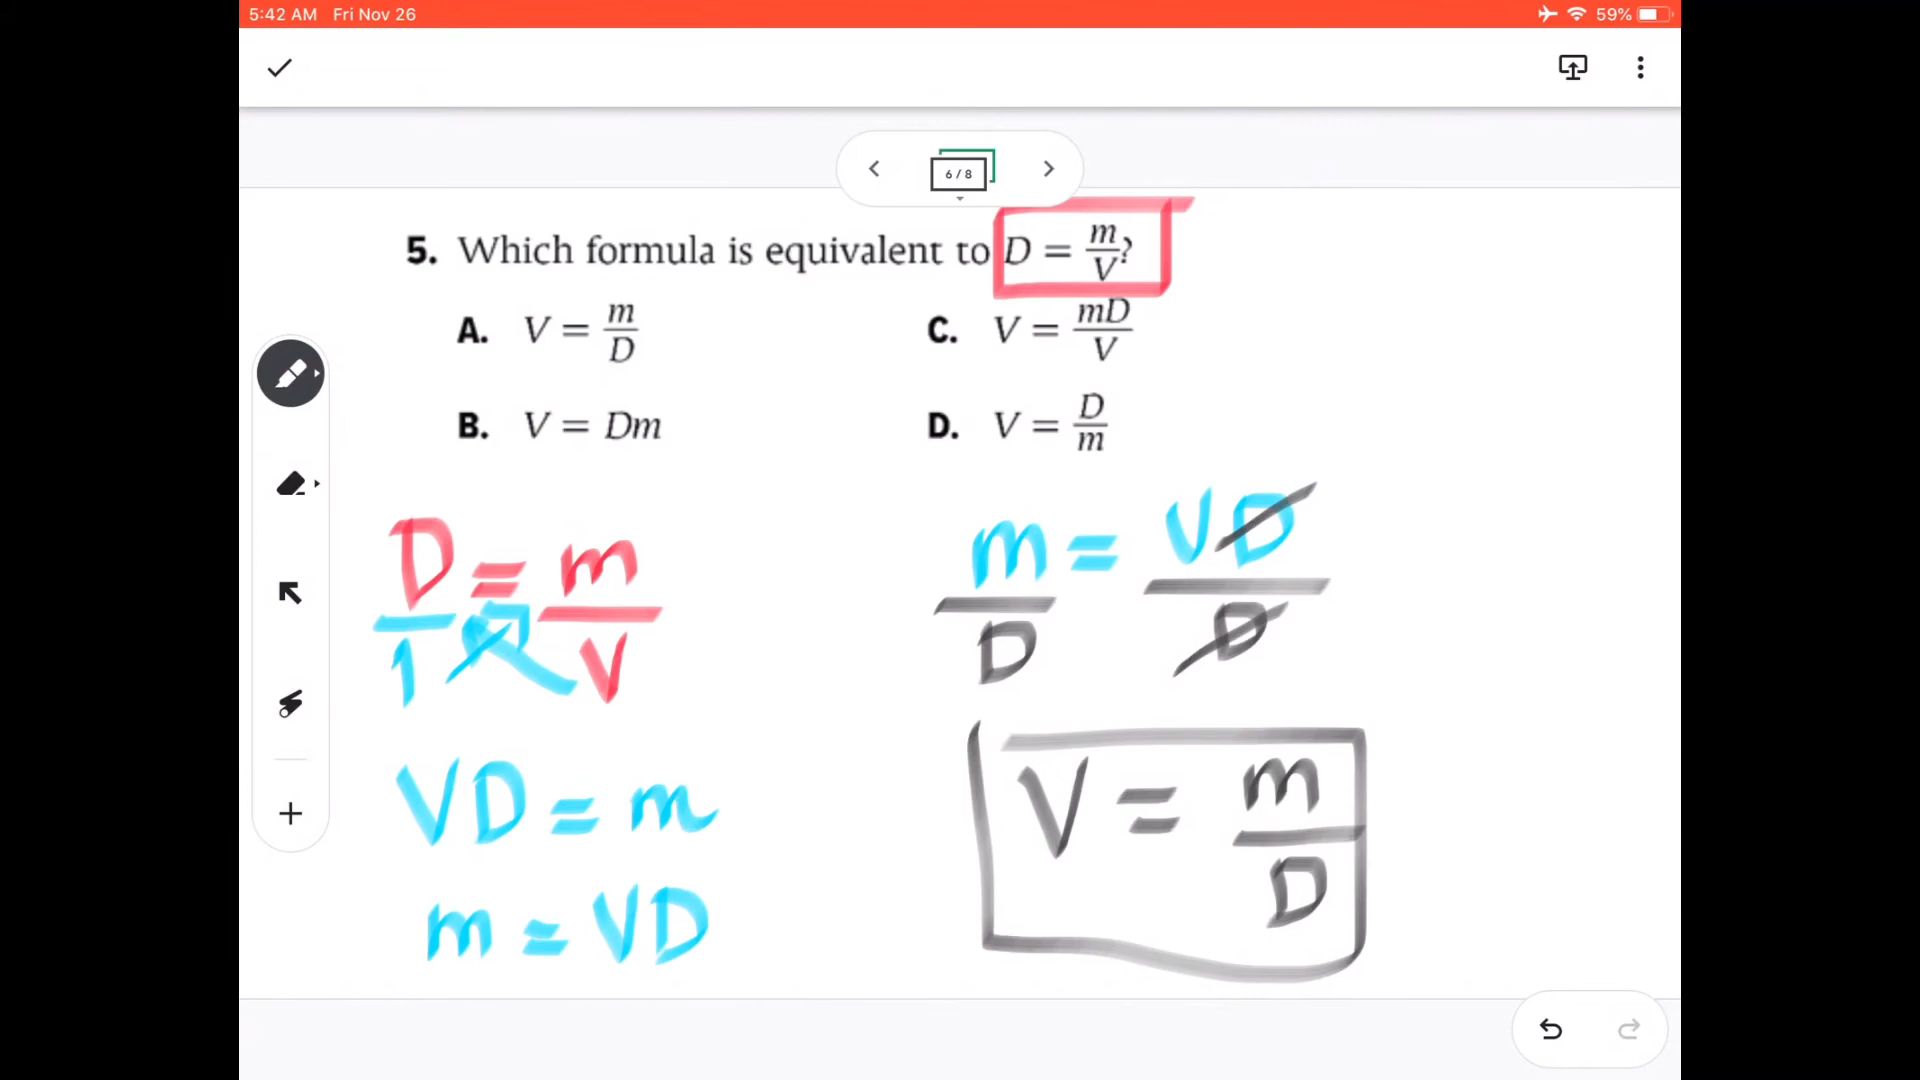 5:42 AM Fri Nov 26 59%
6 / 8
5. Which formula is equivalent to D = m/V?
A. V = m/D
C. V = mD/V
B. V = Dm
D. V = D/m
D/1 = m/V
m/D = VD/D
VD = m
V = m/D
m = VD